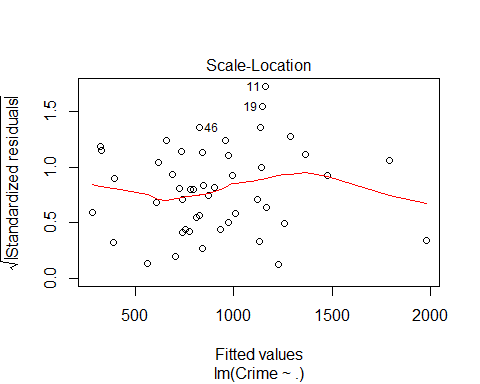 Scale-Location
√|Standardized residuals|
1.5
1.0
0.5
0.0
11
19
46
500 1000 1500 2000
Fitted values
lm(Crime ~ .)